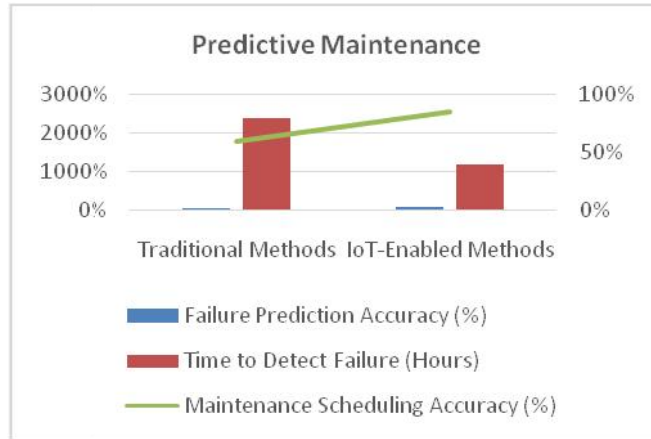 Predictive Maintenance
3000%
2000%
1000%
0%
100%
50%
0%
Traditional Methods
IoT-Enabled Methods
Failure Prediction Accuracy (%)
Time to Detect Failure (Hours)
Maintenance Scheduling Accuracy (%)